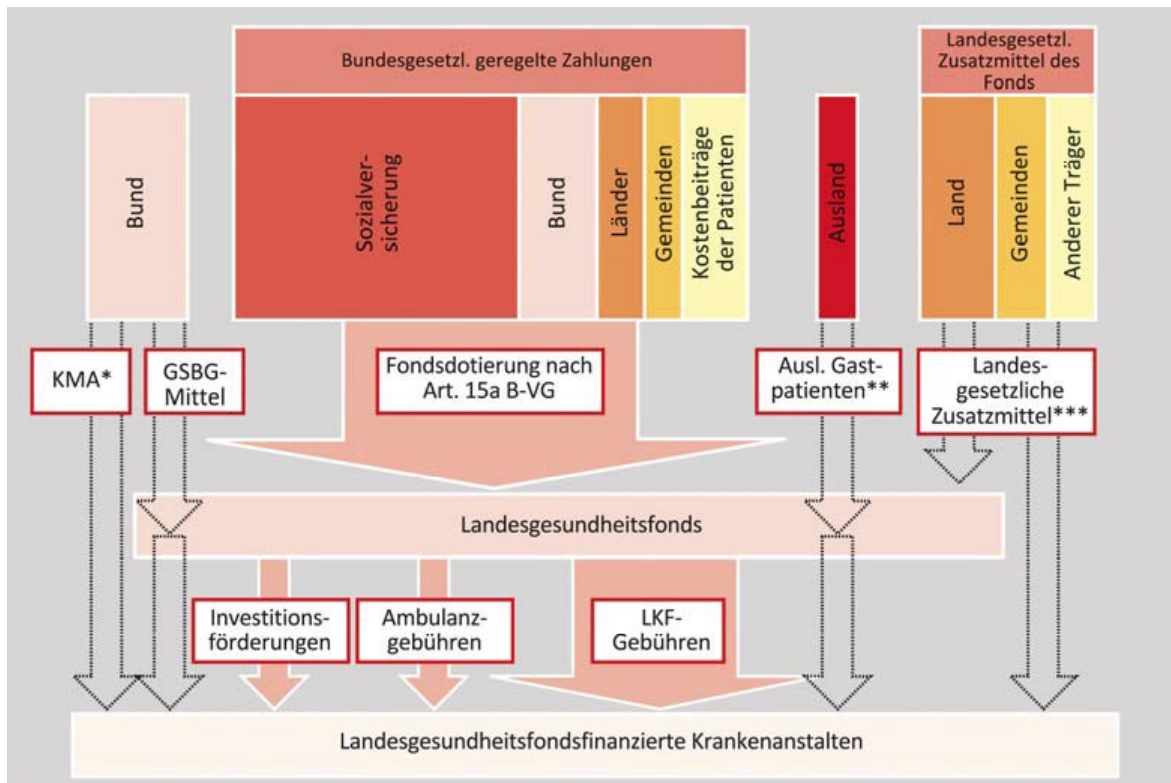 Bundesgesetzl. geregelte Zahlungen
Landesgesetzl.
Zusatzmittel des
Fonds
Bund
Sozialver-
sicherung
Bund
Länder
Gemeinden
Kostenbeiträge
der Patienten
Ausland
Land
Gemeinden
Anderer Träger
KMA*
GSBG-
Mittel
Fondsdotierung nach
Art. 15a B-VG
Ausl. Gast-
patienten**
Landes-
gesetzliche
Zusatzmittel***
Landesgesundheitsfonds
Investitions-
förderungen
Ambulanz-
gebühren
LKF-
Gebühren
Landesgesundheitsfondsfinanzierte Krankenanstalten